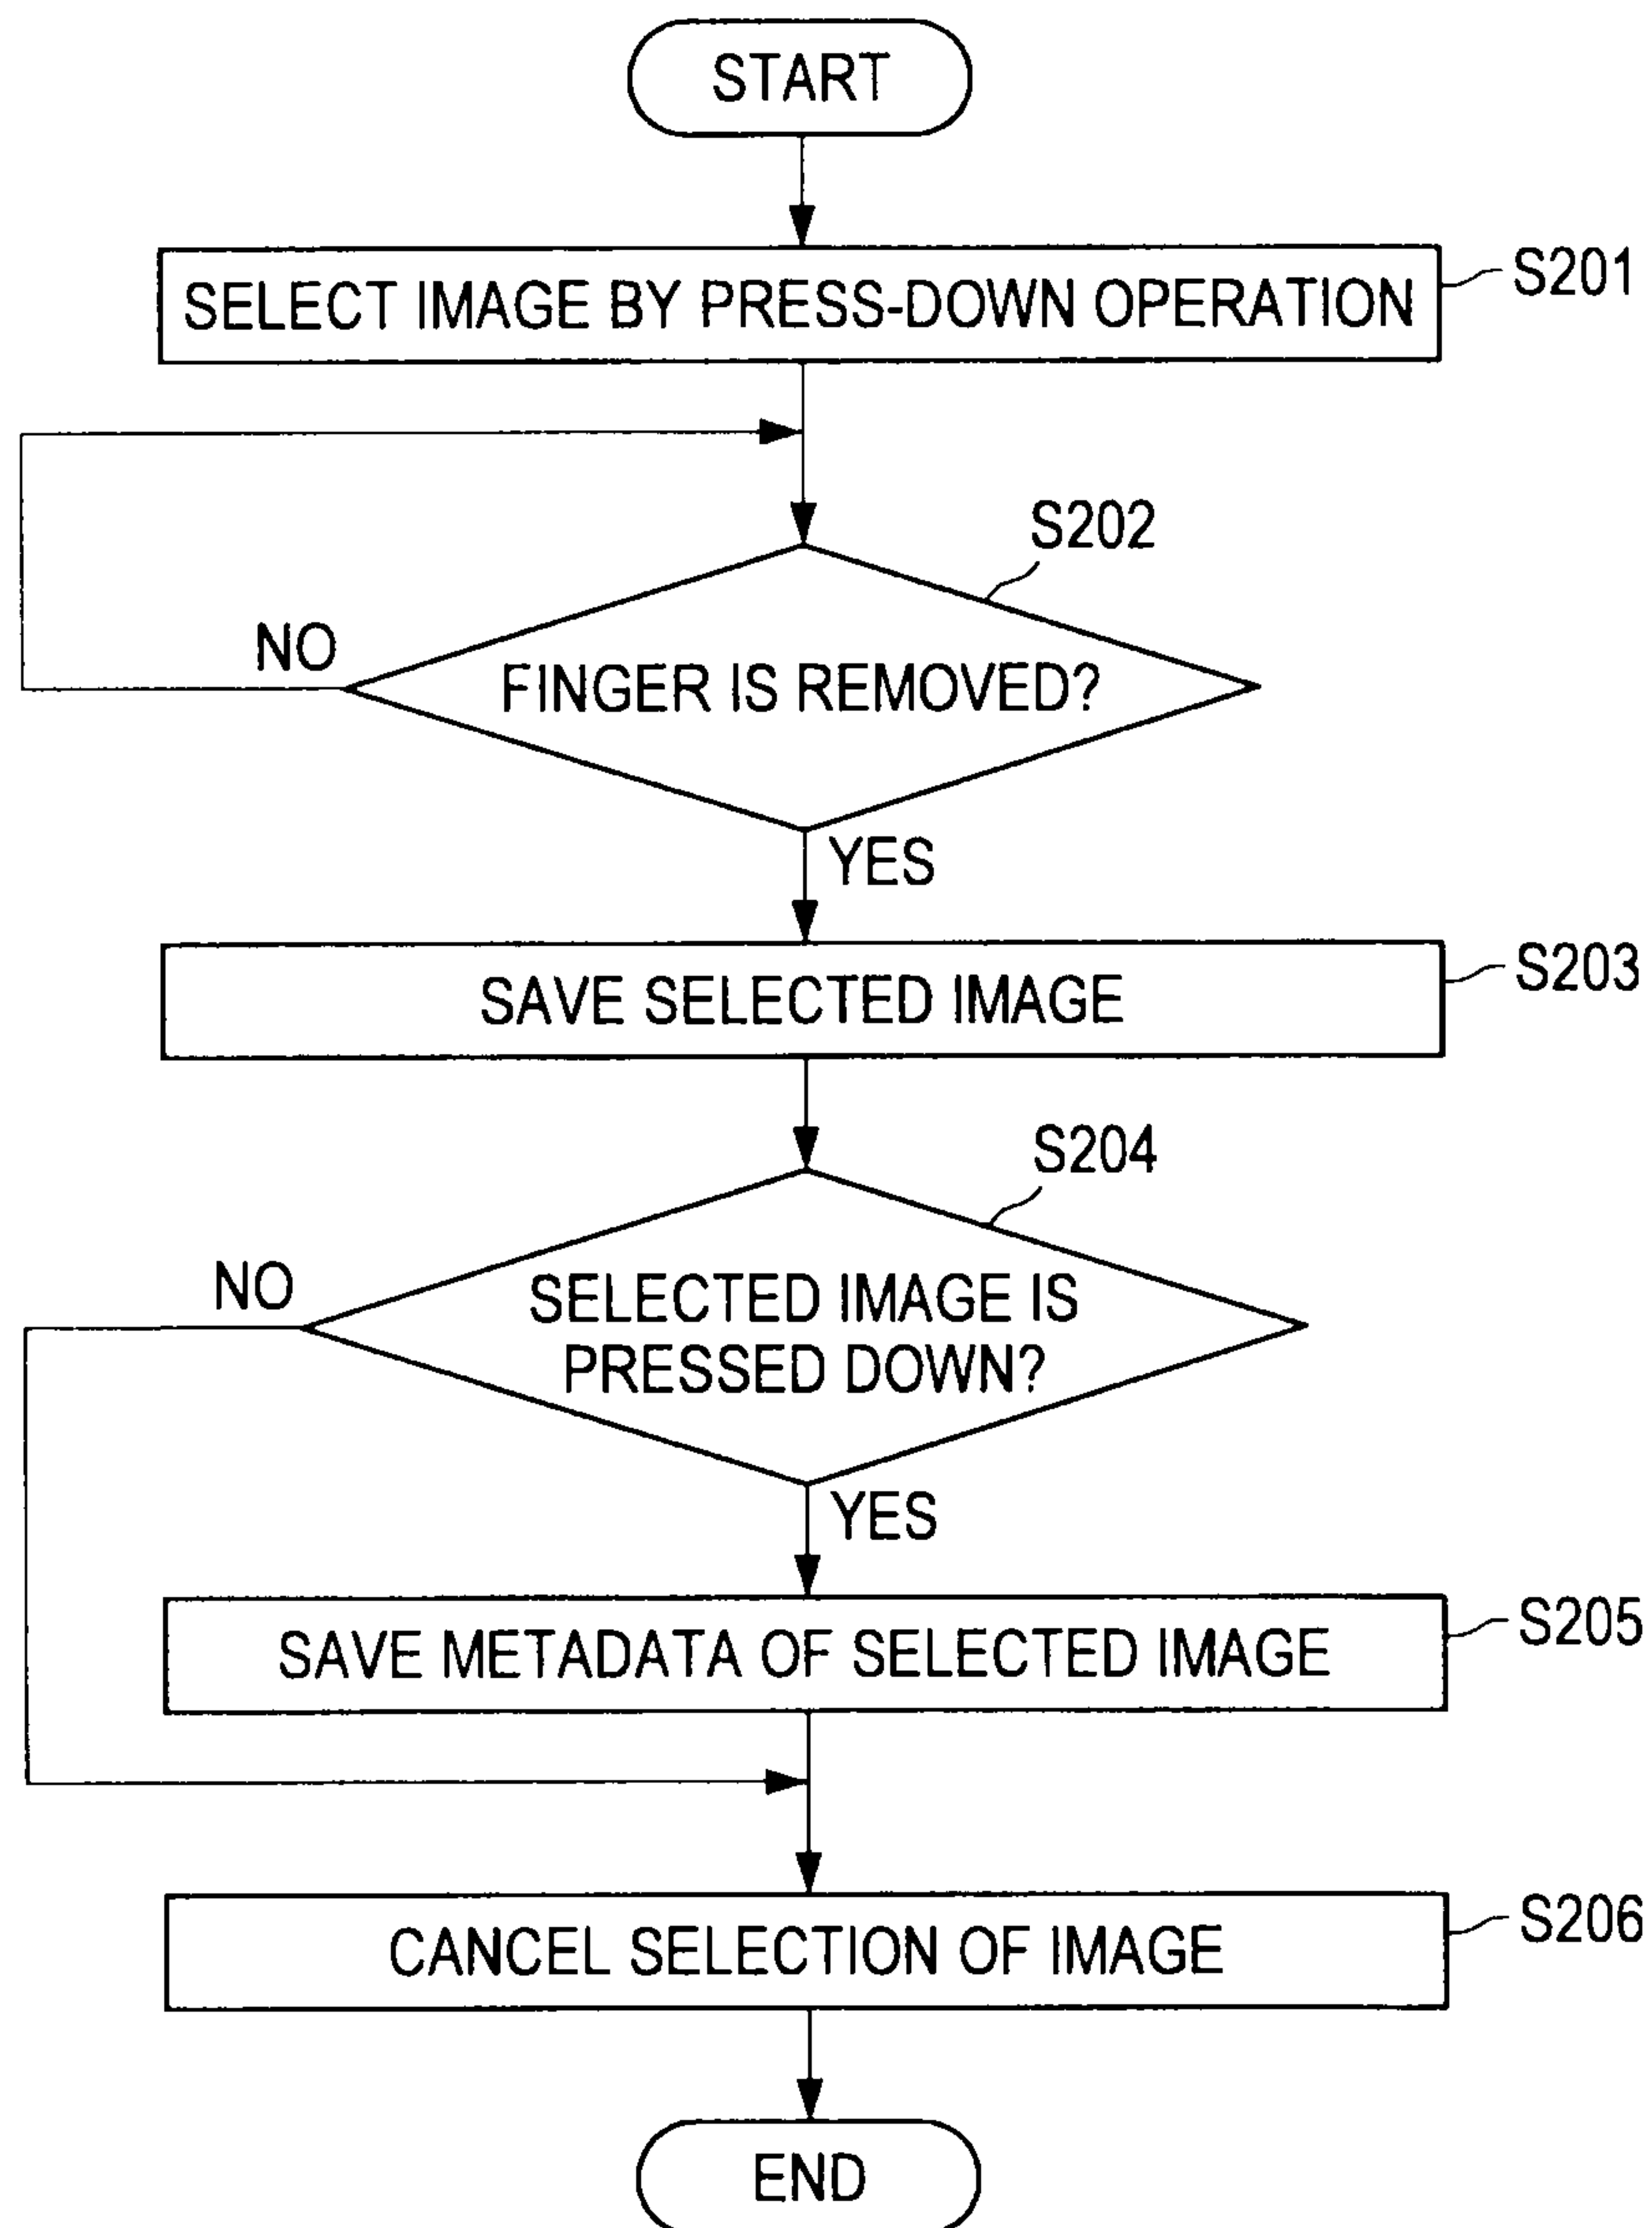 START
SELECT IMAGE BY PRESS-DOWN OPERATION
S201
S202
NO
FINGER IS REMOVED?
YES
SAVE SELECTED IMAGE
S203
S204
NO
SELECTED IMAGE IS
PRESSED DOWN?
YES
SAVE METADATA OF SELECTED IMAGE
S205
CANCEL SELECTION OF IMAGE
S206
END